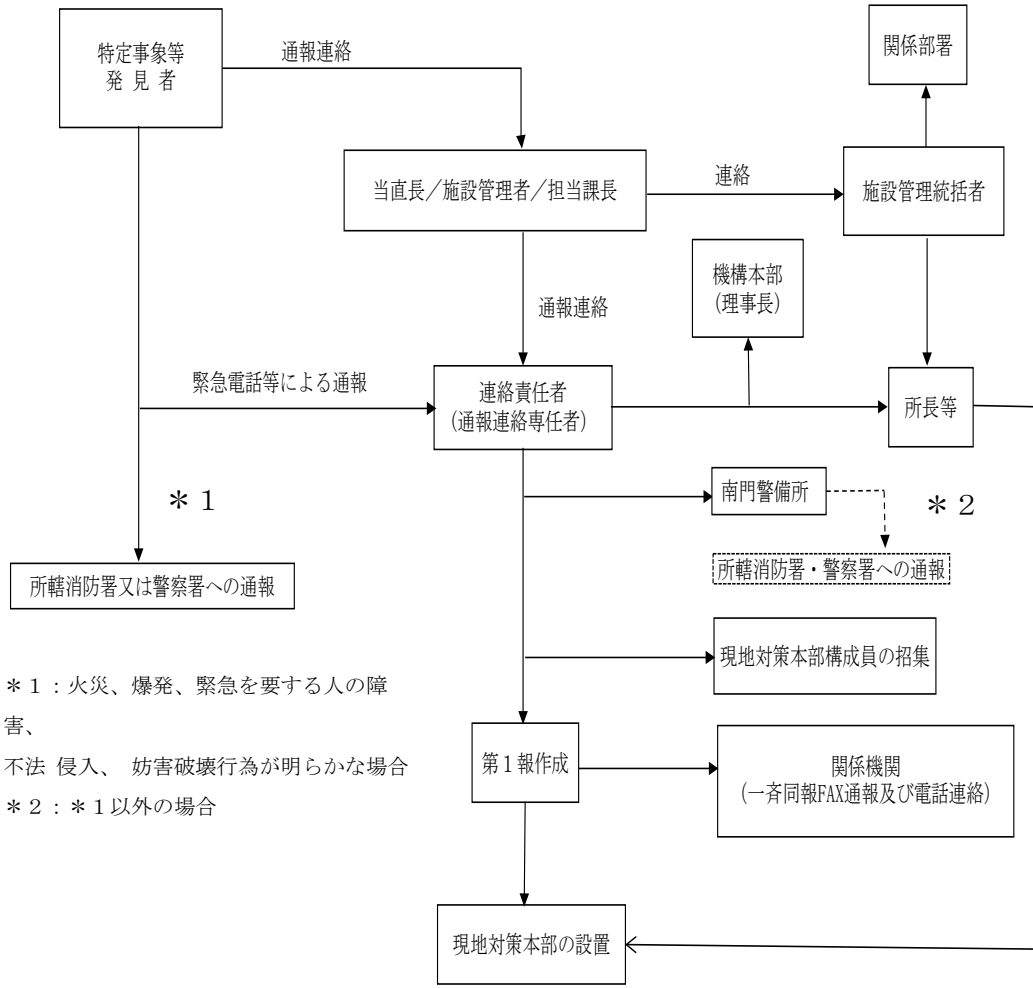 特定事象等
発 見 者
通報連絡
関係部署
当直長／施設管理者／担当課長
連絡
施設管理統括者
機構本部
(理事長)
通報連絡
緊急電話等による通報
連絡責任者
(通報連絡専任者)
所長等
＊１
南門警備所
＊２
所轄消防署又は警察署への通報
所轄消防署・警察署への通報
現地対策本部構成員の招集
＊１：火災、爆発、緊急を要する人の障
害、
不法 侵入、 妨害破壊行為が明らかな場合
＊２：＊１以外の場合
第１報作成
関係機関
(一斉同報FAX通報及び電話連絡)
現地対策本部の設置